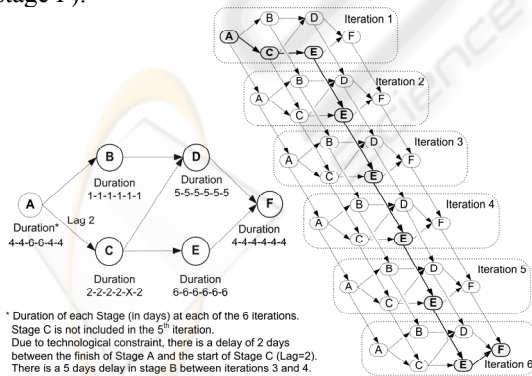 B
D
Iteration 1
A
F
C
E
B
D
Iteration 2
A
F
C
E
B
D
Iteration 3
A
F
C
E
B
D
Iteration 4
A
F
C
E
B
D
Iteration 5
A
F
C
E
B
D
Iteration 6
A
F
C
E
B
Duration
1-1-1-1-1-1
D
Duration
5-5-5-5-5-5
A
Duration*
4-4-6-6-4-4
Lag 2
F
Duration
4-4-4-4-4-4
C
Duration
2-2-2-2-X-2
E
Duration
6-6-6-6-6-6
* Duration of each Stage (in days) at each of the 6 iterations.
Stage C is not included in the 5th iteration.
Due to technological constraint, there is a delay of 2 days
between the finish of Stage A and the start of Stage C (Lag=2).
There is a 5 days delay in stage B between iterations 3 and 4.